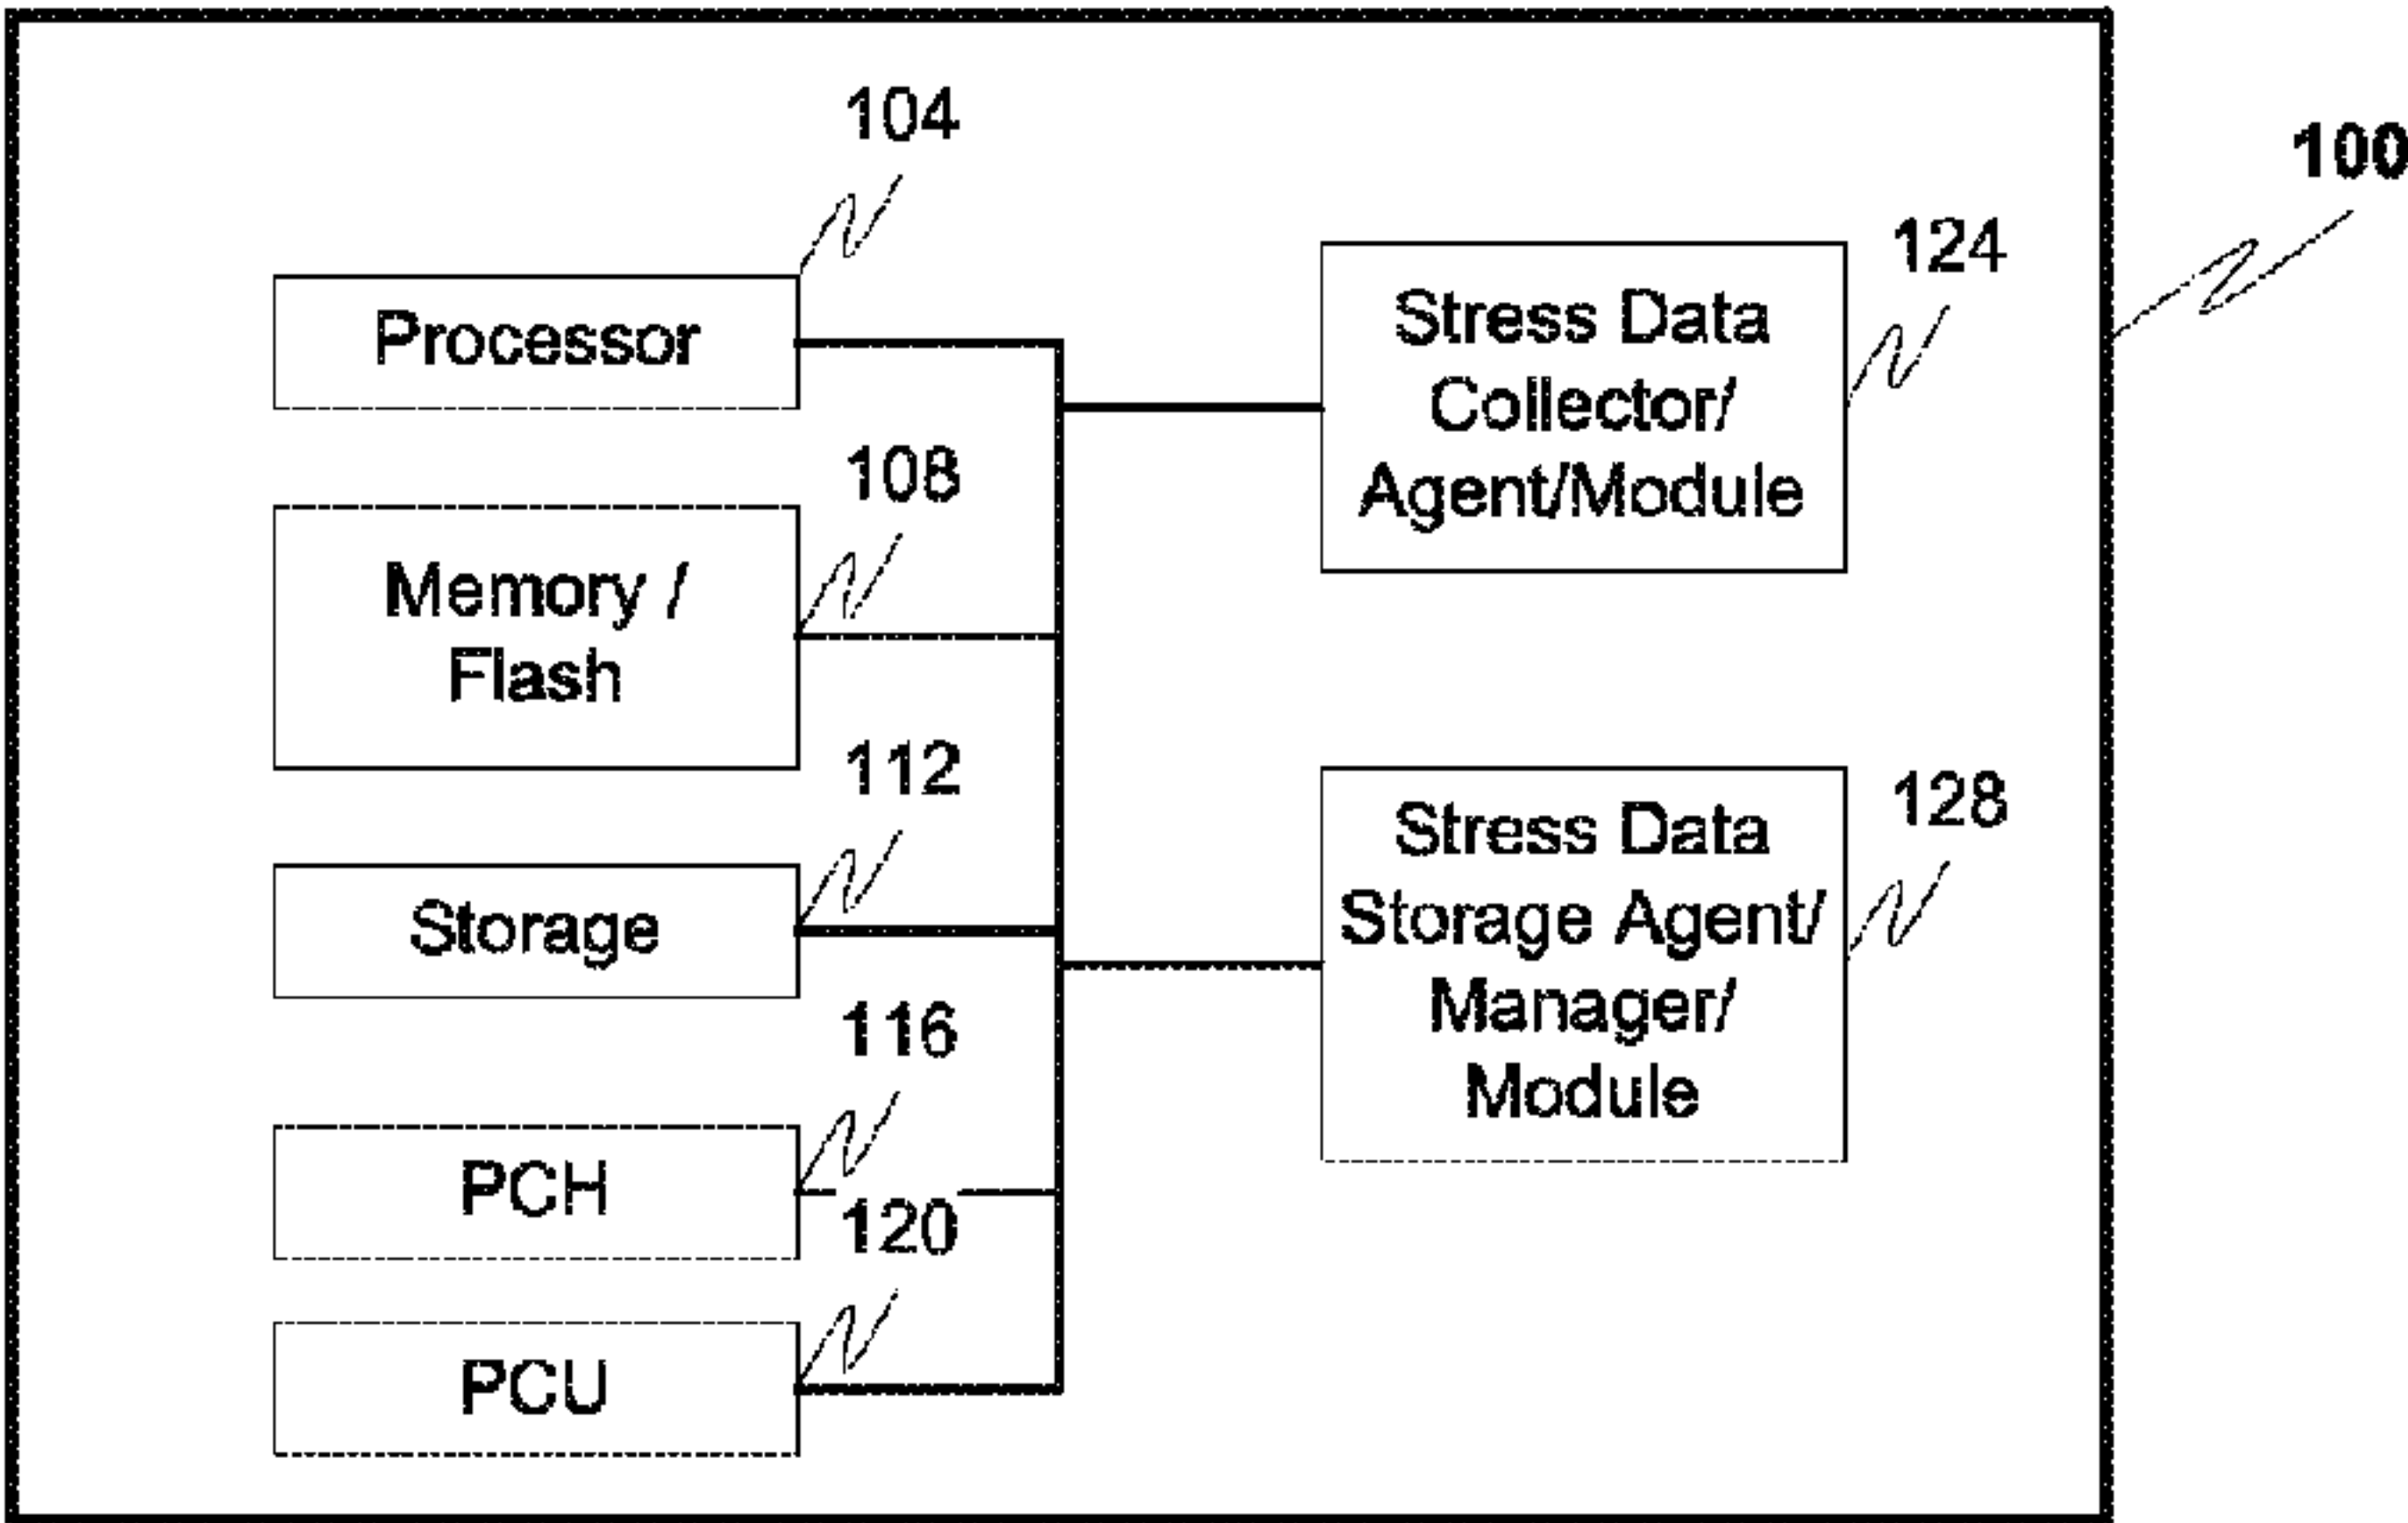 104
100
Processor
124
Stress Data
Collector/
Agent/Module
108
Memory /
Flash
112
Storage
128
Stress Data
Storage Agent/
Manager/
Module
116
PCH
120
PCU